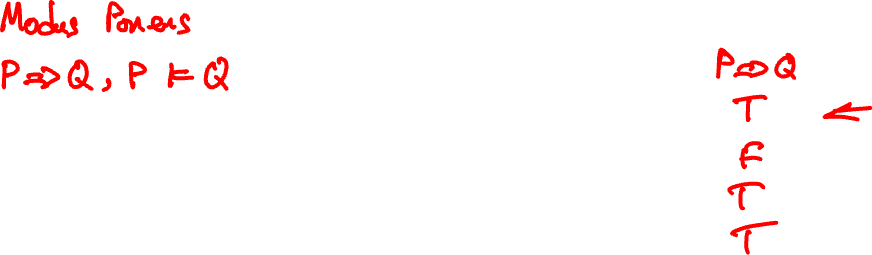 Modus Ponens
P⇒Q, P ⊨ Q
P⇒Q
T ←
F
T
T